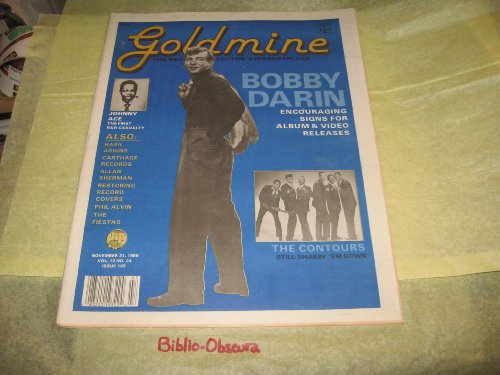 Goldmine
THE RECORD COLLECTOR'S MARKETPLACE
BOBBY
DARIN
ENCOURAGING
SIGNS FOR
ALBUM & VIDEO
RELEASES
JOHNNY
ACE
THE FIRST
R&R CASUALTY
ALSO:
HASIL
ADKINS
CARTHAGE
RECORDS
ALLAN
SHERMAN
RESTORING
RECORD
COVERS
PHIL ALVIN
THE
FIESTAS
THE CONTOURS
STILL SHAKIN' 'EM DOWN
NOVEMBER 21, 1986
VOL. 12 NO. 24
ISSUE
Biblio-Obscura